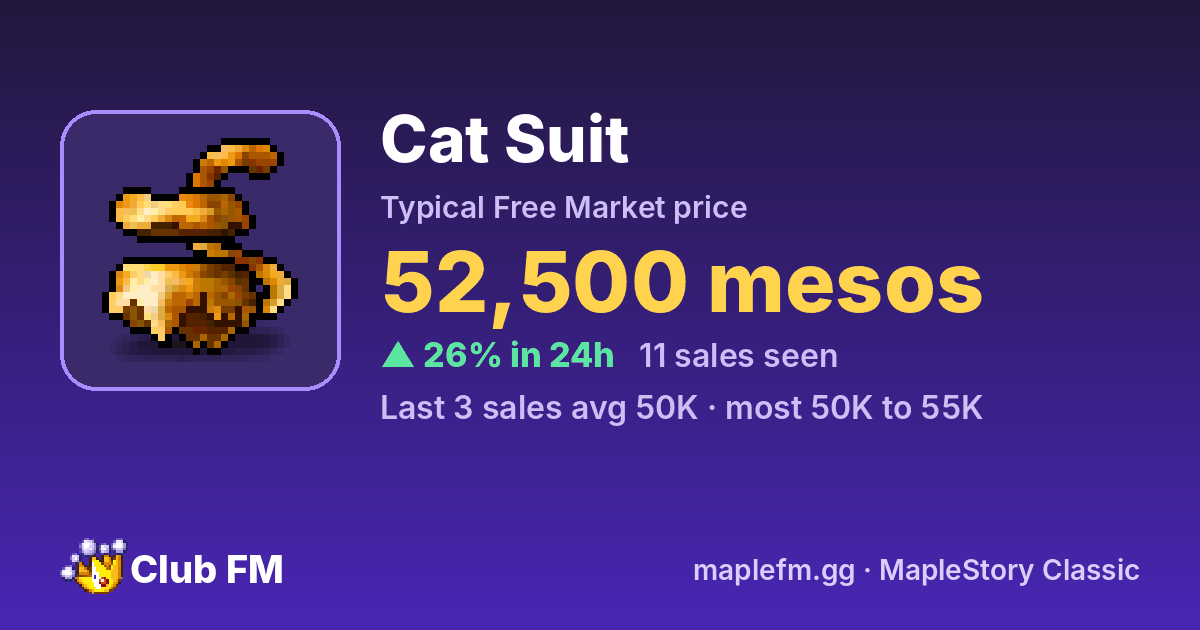 Cat Suit
Typical Free Market price
52,500 mesos
▲ 26% in 24h 11 sales seen
Last 3 sales avg 50K · most 50K to 55K
Club FM
maplefm.gg · MapleStory Classic